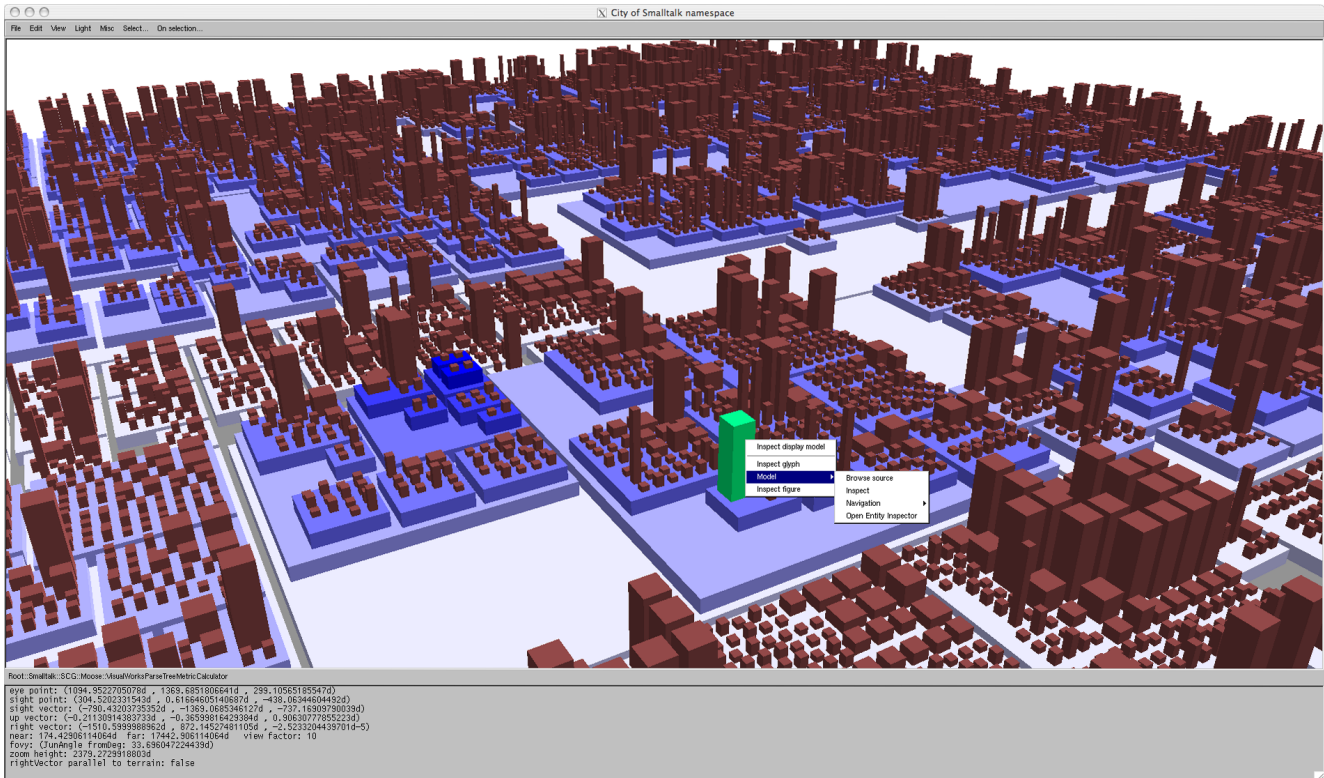 City of Smalltalk namespace
File Edit View Light Misc Select... On selection...
Inspect display model
Inspect glyph
Model
Inspect figure
Browse source
Inspect
Navigation
Open Entity Inspector
Root::Smalltalk::SCG::Moose::VisualWorksParseTreeMetricCalculator
eye point: (1094.9522705078d , 1369.6851806641d , 299.10565185547d)
sight point: (304.5202331543d , 0.61664605140687d , -438.06344604492d)
sight vector: (-790.43203735352d , -1369.0685346127d , -737.16909790039d)
up vector: (-0.21130914383733d , -0.36599816429384d , 0.90630777855223d)
right vector: (-1510.5999988962d , 872.14527481105d , -2.5233204439701d-5)
near: 174.42906114064d far: 17442.906114064d view factor: 10
fovy: (JunAngle fromDeg: 33.696047224439d)
zoom height: 2379.2729918803d
rightVector parallel to terrain: false